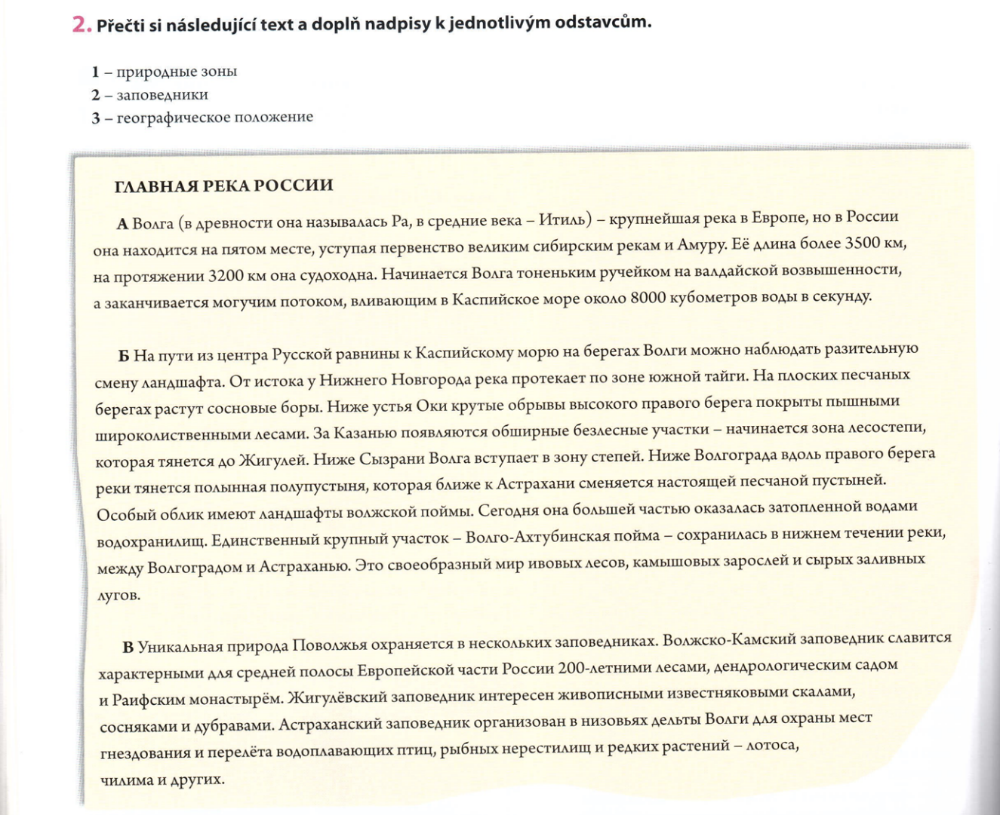 2. Přečti si následující text a doplň nadpisy k jednotlivým odstavcům.
1 – природные зоны
2 – заповедники
3 – географическое положение
ГЛАВНАЯ РЕКА РОССИИ
А Волга (в древности она называлась Ра, в средние века – Итиль) – крупнейшая река в Европе, но в России
она находится на пятом месте, уступая первенство великим сибирским рекам и Амуру. Её длина более 3500 км,
на протяжении 3200 км она судоходна. Начинается Волга тоненьким ручейком на валдайской возвышенности,
а заканчивается могучим потоком, вливающим в Каспийское море около 8000 кубометров воды в секунду.
Б На пути из центра Русской равнины к Каспийскому морю на берегах Волги можно наблюдать разительную
смену ландшафта. От истока у Нижнего Новгорода река протекает по зоне южной тайги. На плоских песчаных
берегах растут сосновые боры. Ниже устья Оки крутые обрывы высокого правого берега покрыты пышными
широколиственными лесами. За Казанью появляются обширные безлесные участки – начинается зона лесостепи,
которая тянется до Жигулей. Ниже Сызрани Волга вступает в зону степей. Ниже Волгограда вдоль правого берега
реки тянется полынная полупустыня, которая ближе к Астрахани сменяется настоящей песчаной пустыней.
Особый облик имеют ландшафты волжской поймы. Сегодня она большей частью оказалась затопленной водами
водохранилищ. Единственный крупный участок – Волго-Ахтубинская пойма – сохранилась в нижнем течении реки,
между Волгоградом и Астраханью. Это своеобразный мир ивовых лесов, камышовых зарослей и сырых заливных
лугов.
В Уникальная природа Поволжья охраняется в нескольких заповедниках. Волжско-Камский заповедник славится
характерными для средней полосы Европейской части России 200-летними лесами, дендрологическим садом
и Раифским монастырём. Жигулёвский заповедник интересен живописными известняковыми скалами,
сосняками и дубравами. Астраханский заповедник организован в низовьях дельты Волги для охраны мест
гнездования и перелёта водоплавающих птиц, рыбных нерестилищ и редких растений – лотоса,
чилима и других.